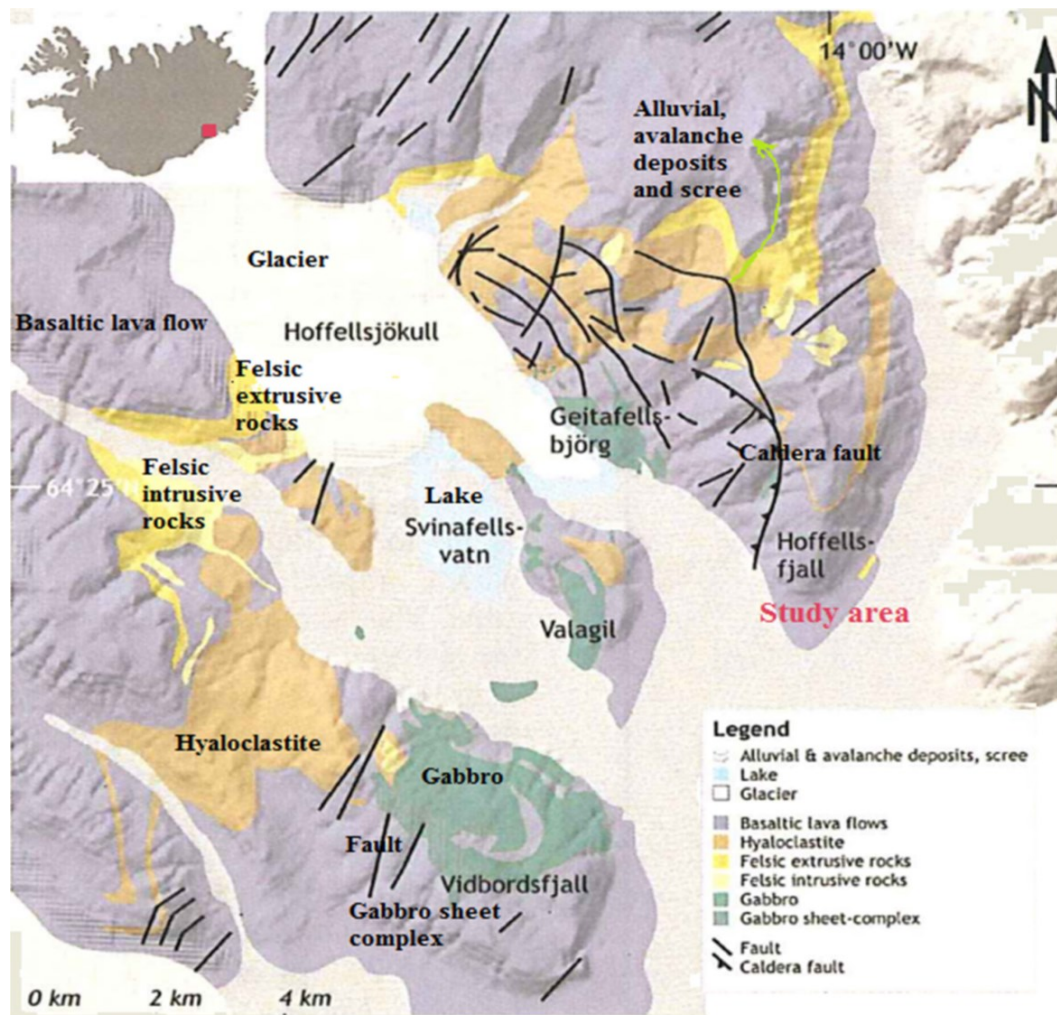 14°00'W
N
Alluvial,
avalanche
deposits
and scree
Glacier
Hoffellsjökull
Basaltic lava flow
Felsic
extrusive
rocks
Geitafells-
björg
Caldera fault
Felsic
intrusive
rocks
64°25'N
Lake
Svinafells-
vatn
Hoffells-
fjall
Study area
Valagil
Hyaloclastite
Gabbro
Fault
Vidbordsfjall
Gabbro sheet
complex
Legend
Alluvial & avalanche deposits, scree
Lake
Glacier
Basaltic lava flows
Hyaloclastite
Felsic extrusive rocks
Felsic intrusive rocks
Gabbro
Gabbro sheet-complex
Fault
Caldera fault
0 km 2 km 4 km